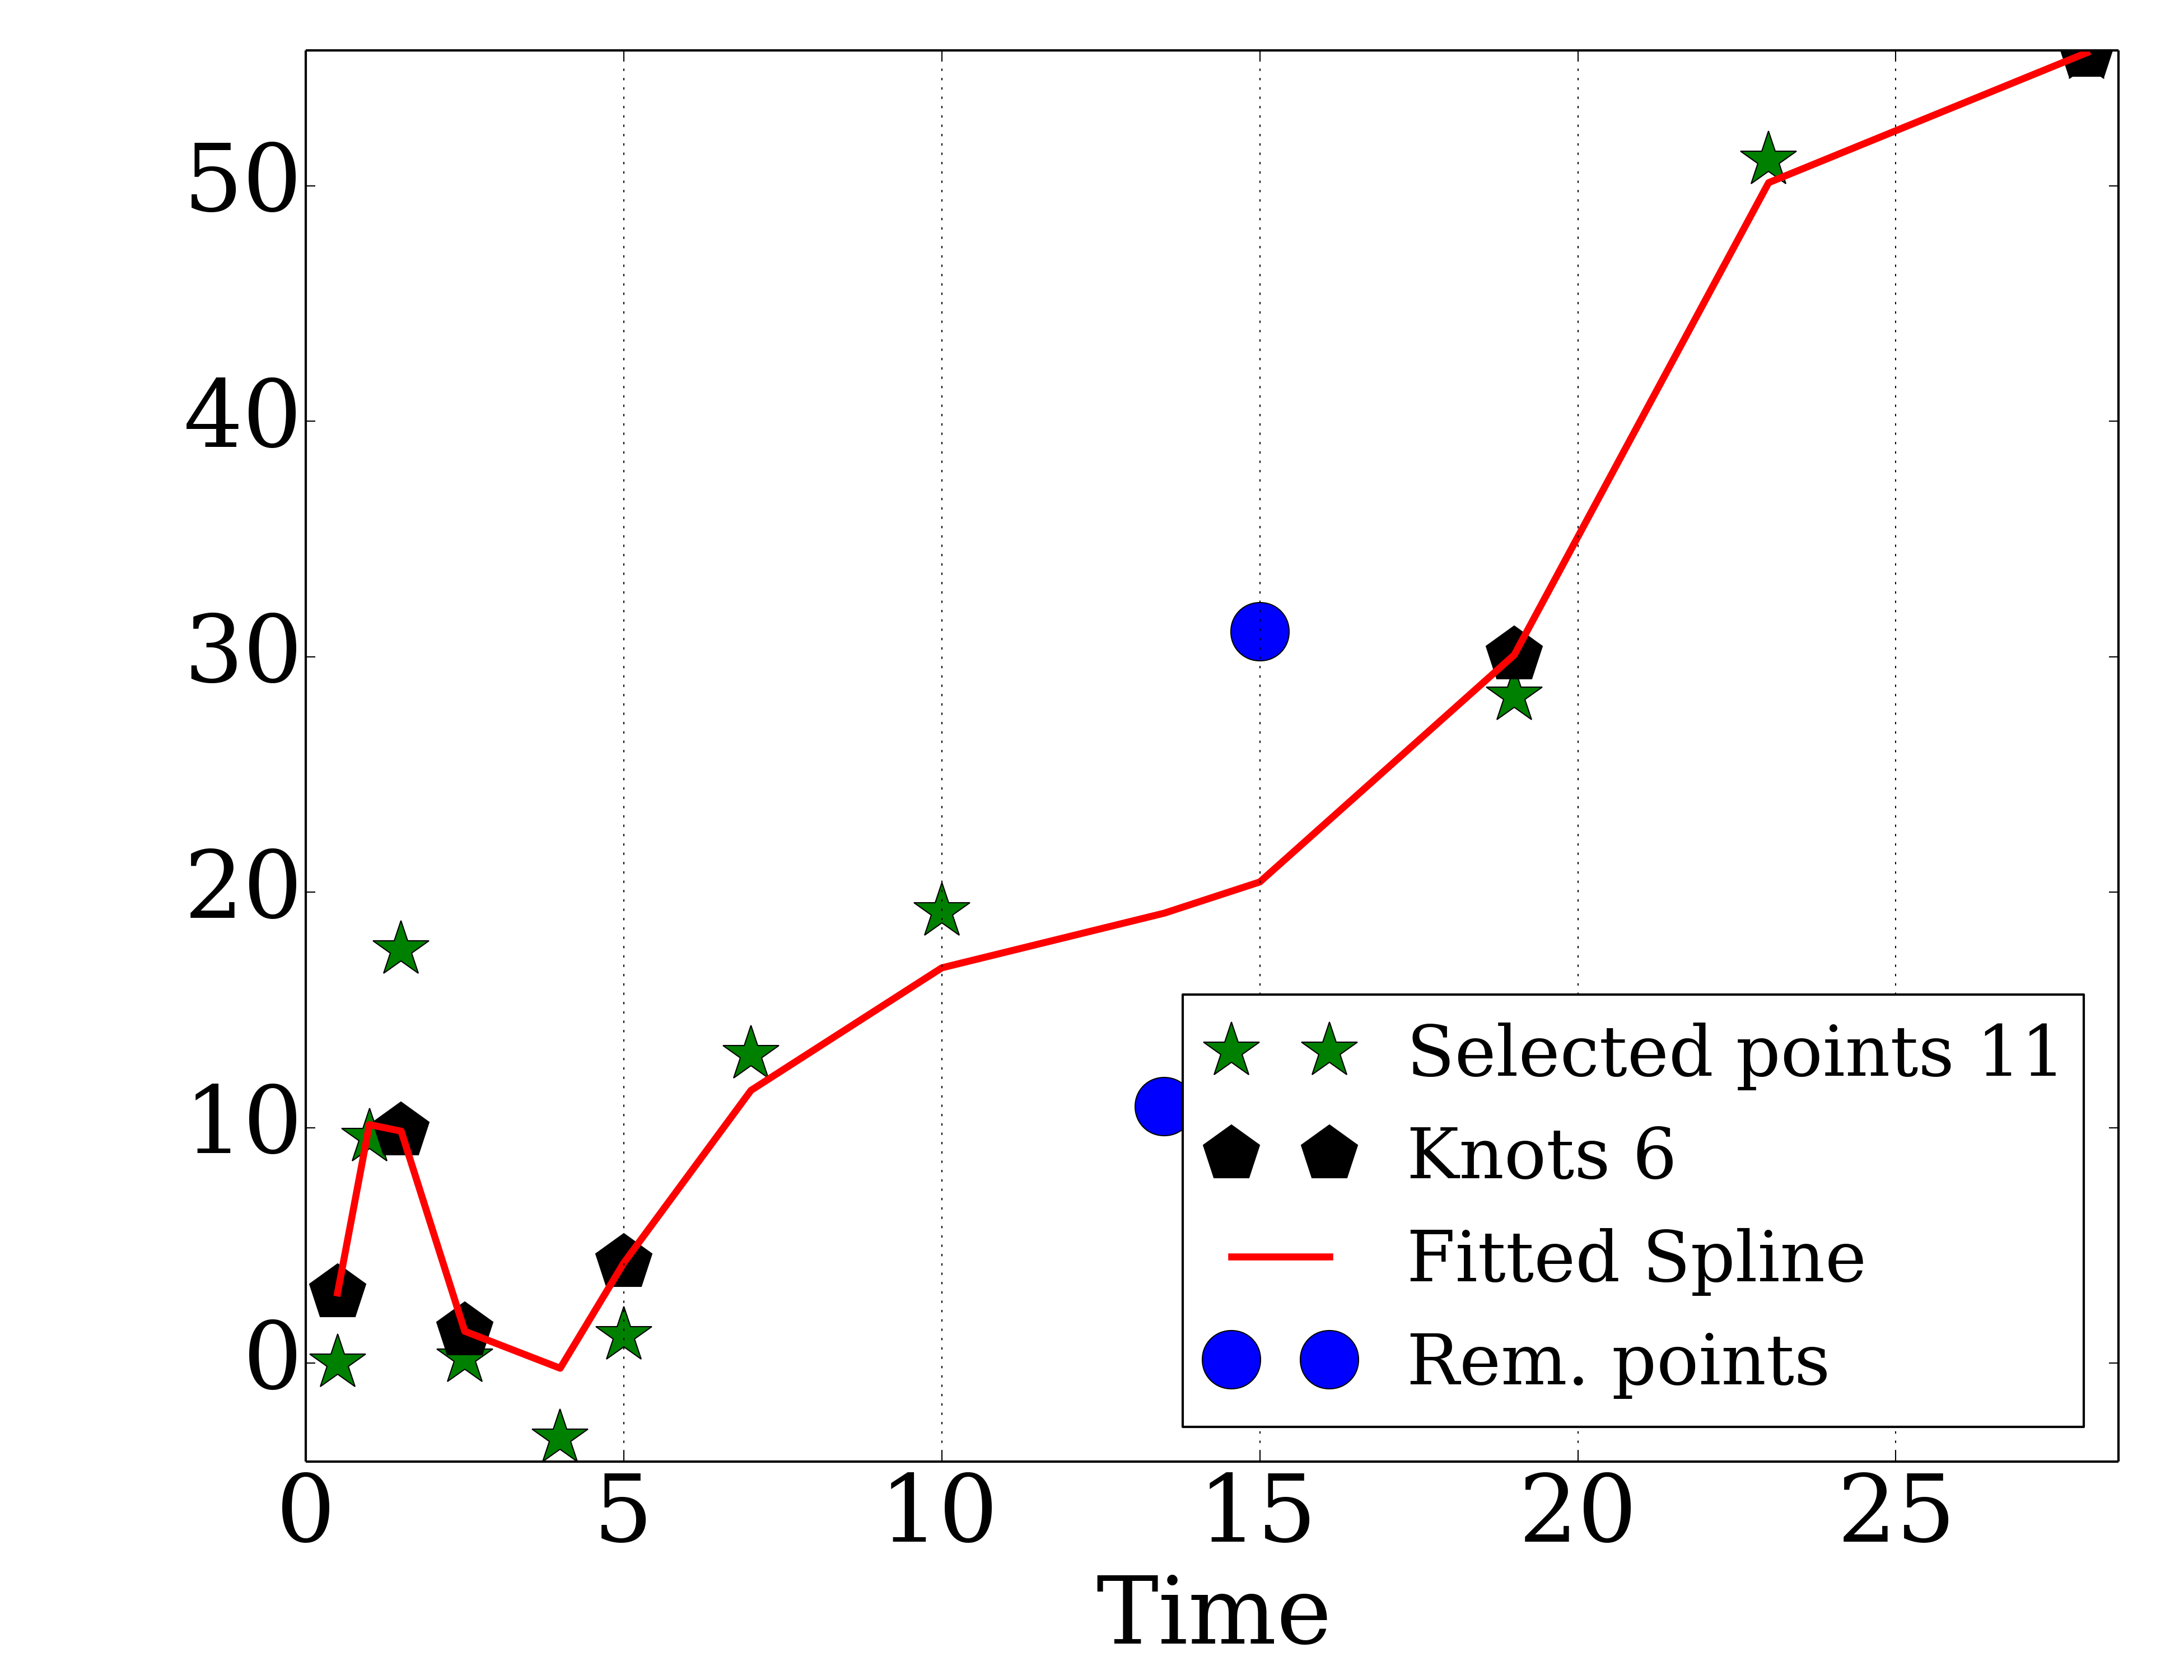 50
40
30
20
10
0
Selected points 11
Knots 6
Fitted Spline
Rem. points
0 5 10 15 20 25
Time